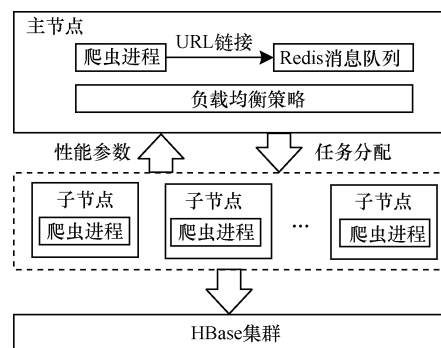 主节点
URL链接
爬虫进程
Redis消息队列
负载均衡策略
性能参数
任务分配
子节点
爬虫进程
子节点
爬虫进程
...
子节点
爬虫进程
HBase集群